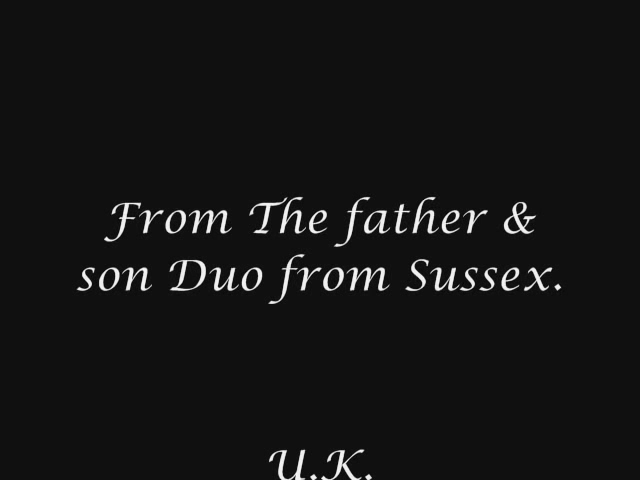 From The father &
son Duo from Sussex.
U.K.